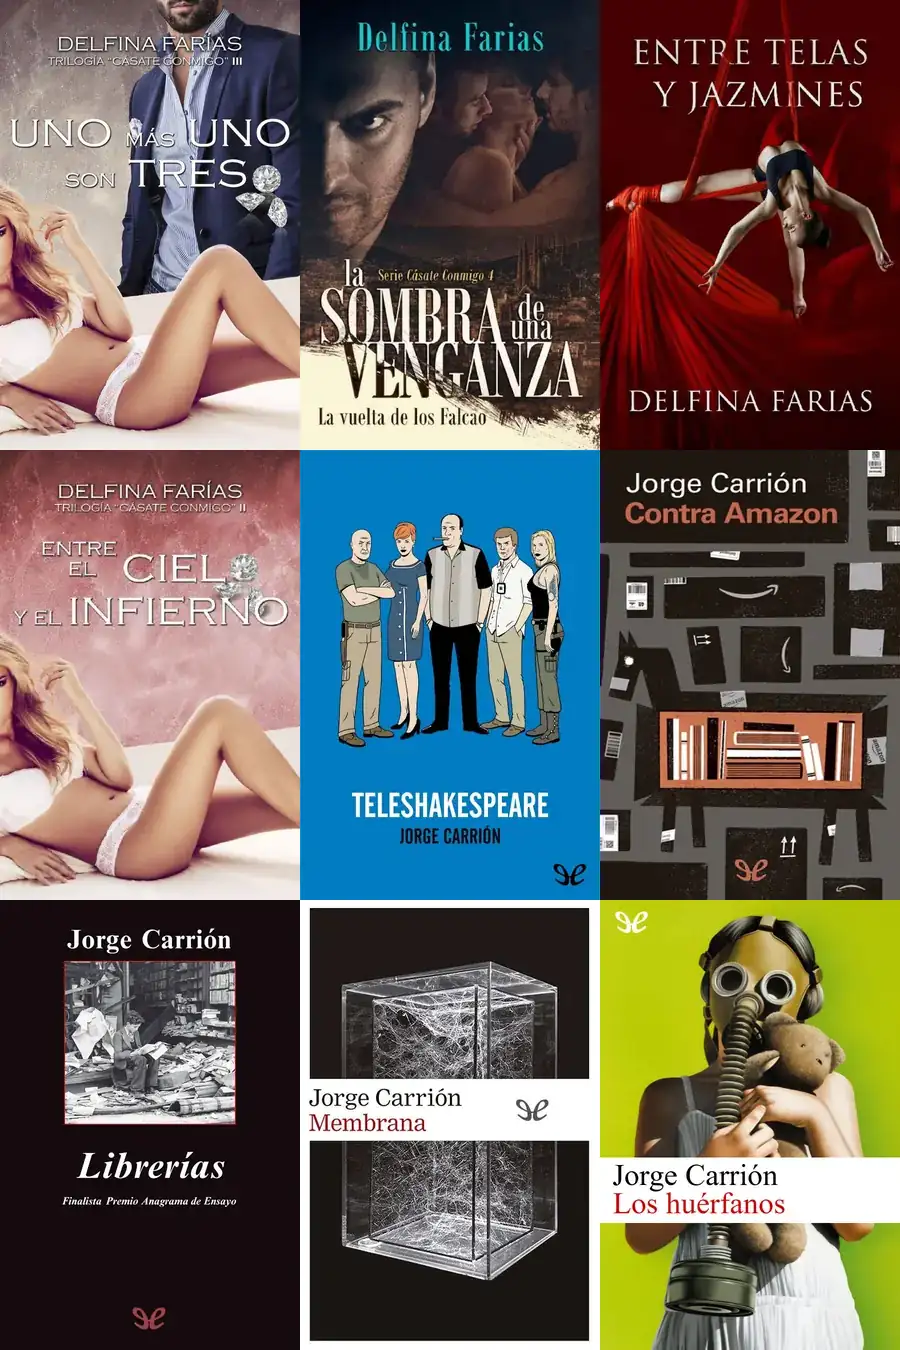 DELFINA FARÍAS
TRILOGÍA "CÁSATE CONMIGO" III
UNO MÁS UNO
SON TRES
Delfina Farias
la
Serie Cásate Conmigo 4
SOMBRA de
una
VENGANZA
La vuelta de los Falcao
ENTRE TELAS
Y JAZMINES
DELFINA FARIAS
DELFINA FARÍAS
TRILOGÍA "CÁSATE CONMIGO" II
ENTRE
EL CIELO
Y EL INFIERNO
TELESHAKESPEARE
JORGE CARRIÓN
Jorge Carrión
Contra Amazon
amazon
Jorge Carrión
Librerías
Finalista Premio Anagrama de Ensayo
Jorge Carrión
Membrana
Jorge Carrión
Los huérfanos